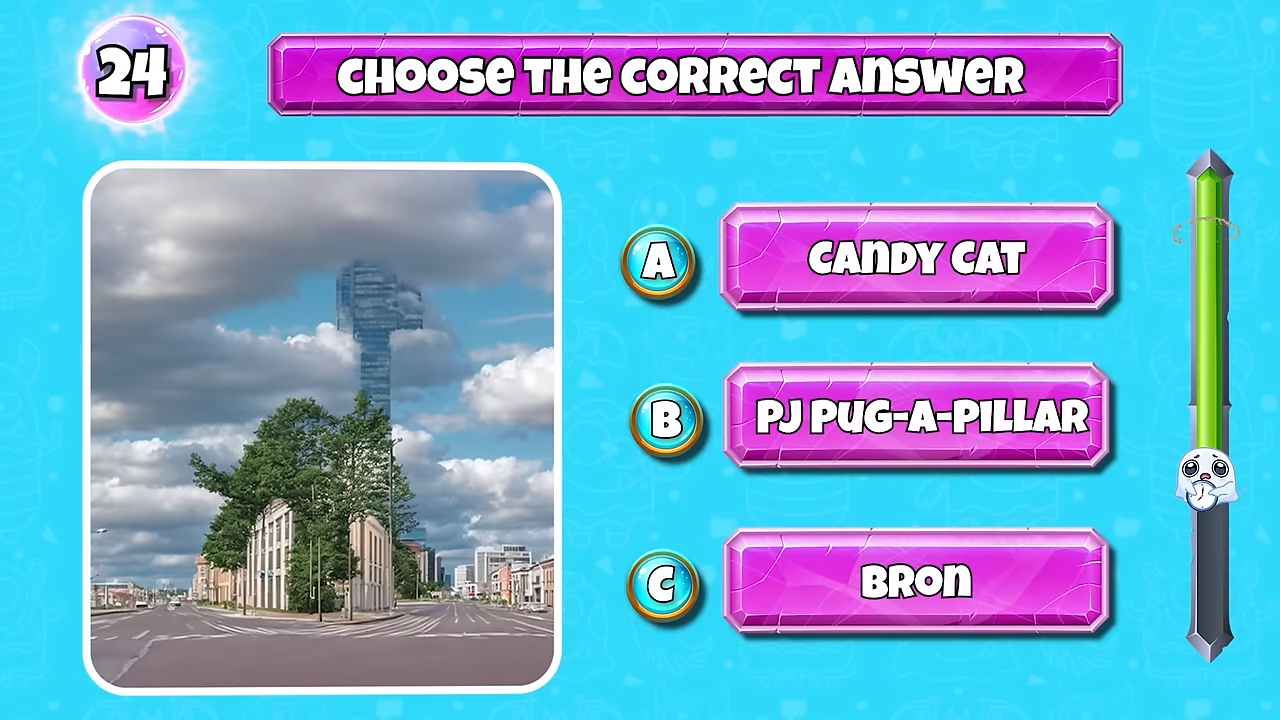 24
CHOOSE THE CORRECT ANSWER
A
CANDY CAT
B
PJ PUG-A-PILLAR
C
BRON